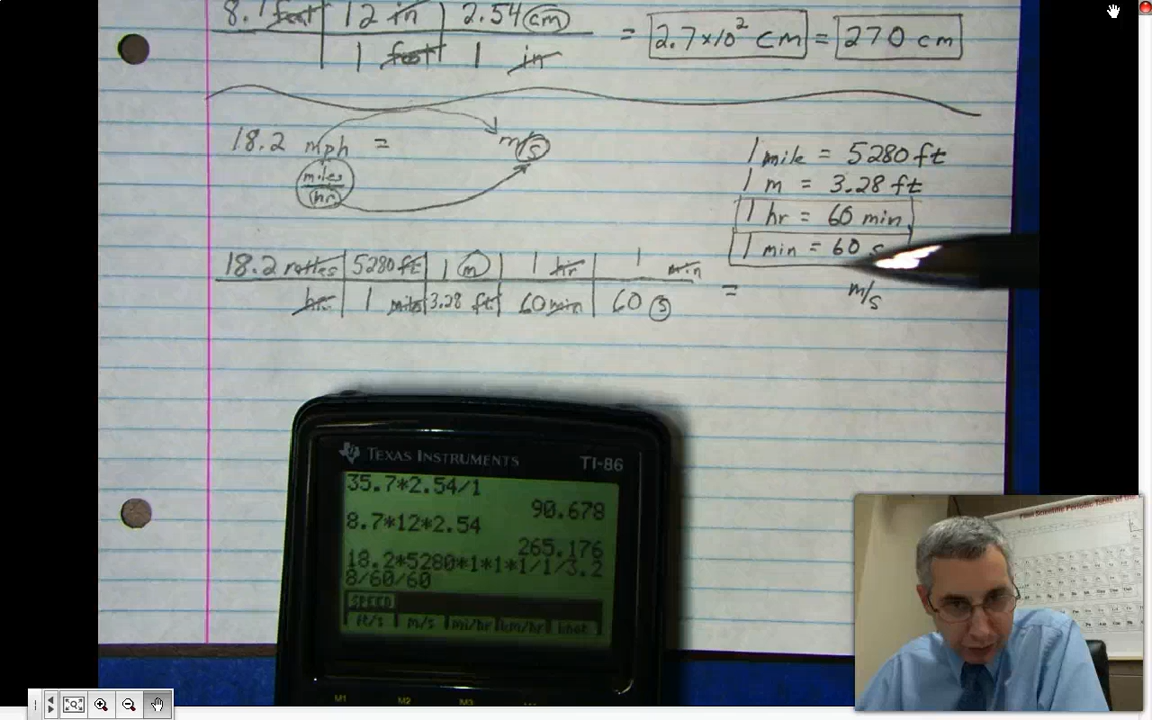 8.7 feet 12 in 2.54 cm
1 foot 1 in
= 2.7×10² cm = 270 cm
18.2 mph = m/s
miles
hr
1 mile = 5280 ft
1 m = 3.28 ft
1 hr = 60 min
1 min = 60 s
18.2 miles 5280 ft 1 m 1 hr 1 min
hr 1 mile 3.28 ft 60 min 60 s
= m/s
TEXAS INSTRUMENTS TI-86
35.7*2.54/1
90.678
8.7*12*2.54
265.176
18.2*5280*1*1*1/1/3.2
8/60/60
SPEED
ft/s m/s mi/hr km/hr knot
M1 M2 M3